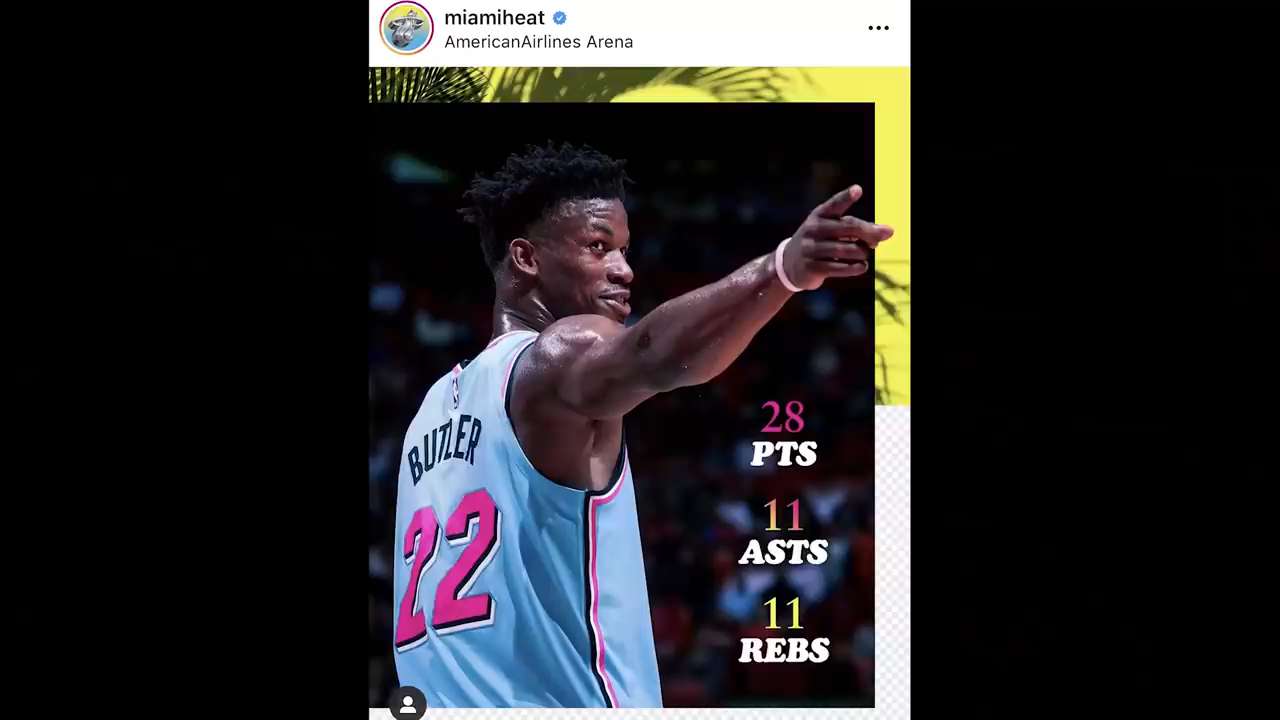 miamiheat
AmericanAirlines Arena
BUTLER
22
28
PTS
11
ASTS
11
REBS